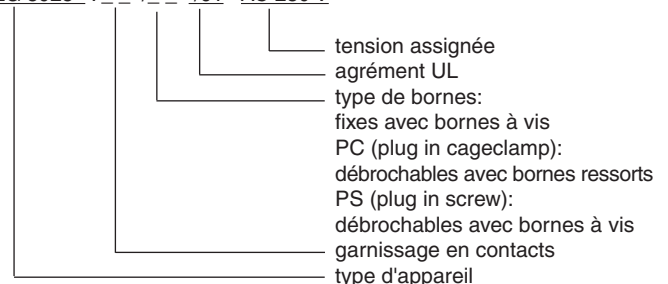 tension assignée
agrément UL
type de bornes:
fixes avec bornes à vis
PC (plug in cageclamp):
débrochables avec bornes ressorts
PS (plug in screw):
débrochables avec bornes à vis
garnissage en contacts
type d'appareil